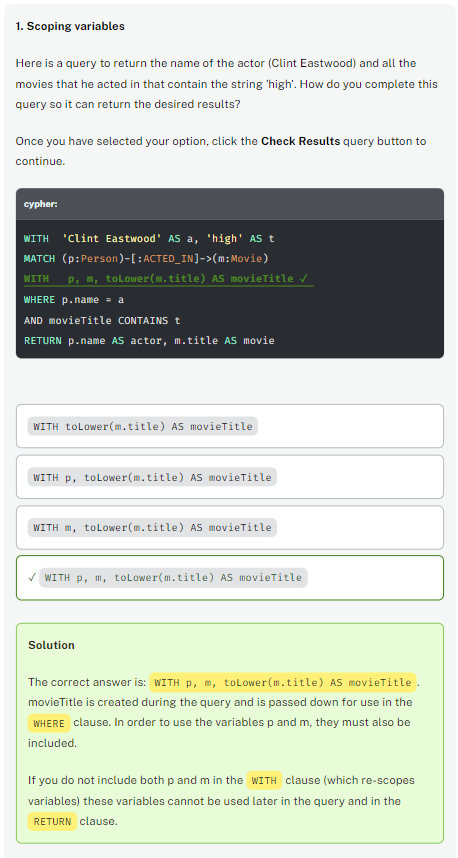 1. Scoping variables
Here is a query to return the name of the actor (Clint Eastwood) and all the
movies that he acted in that contain the string 'high'. How do you complete this
query so it can return the desired results?
Once you have selected your option, click the Check Results query button to
continue.
cypher:
WITH  'Clint Eastwood' AS a, 'high' AS t
MATCH (p:Person)-[:ACTED_IN]->(m:Movie)
WITH   p, m, toLower(m.title) AS movieTitle ✓
WHERE p.name = a
AND movieTitle CONTAINS t
RETURN p.name AS actor, m.title AS movie
WITH toLower(m.title) AS movieTitle
WITH p, toLower(m.title) AS movieTitle
WITH m, toLower(m.title) AS movieTitle
✓ WITH p, m, toLower(m.title) AS movieTitle
Solution
The correct answer is: WITH p, m, toLower(m.title) AS movieTitle .
movieTitle is created during the query and is passed down for use in the
WHERE clause. In order to use the variables p and m, they must also be
included.
If you do not include both p and m in the WITH clause (which re-scopes
variables) these variables cannot be used later in the query and in the
RETURN clause.